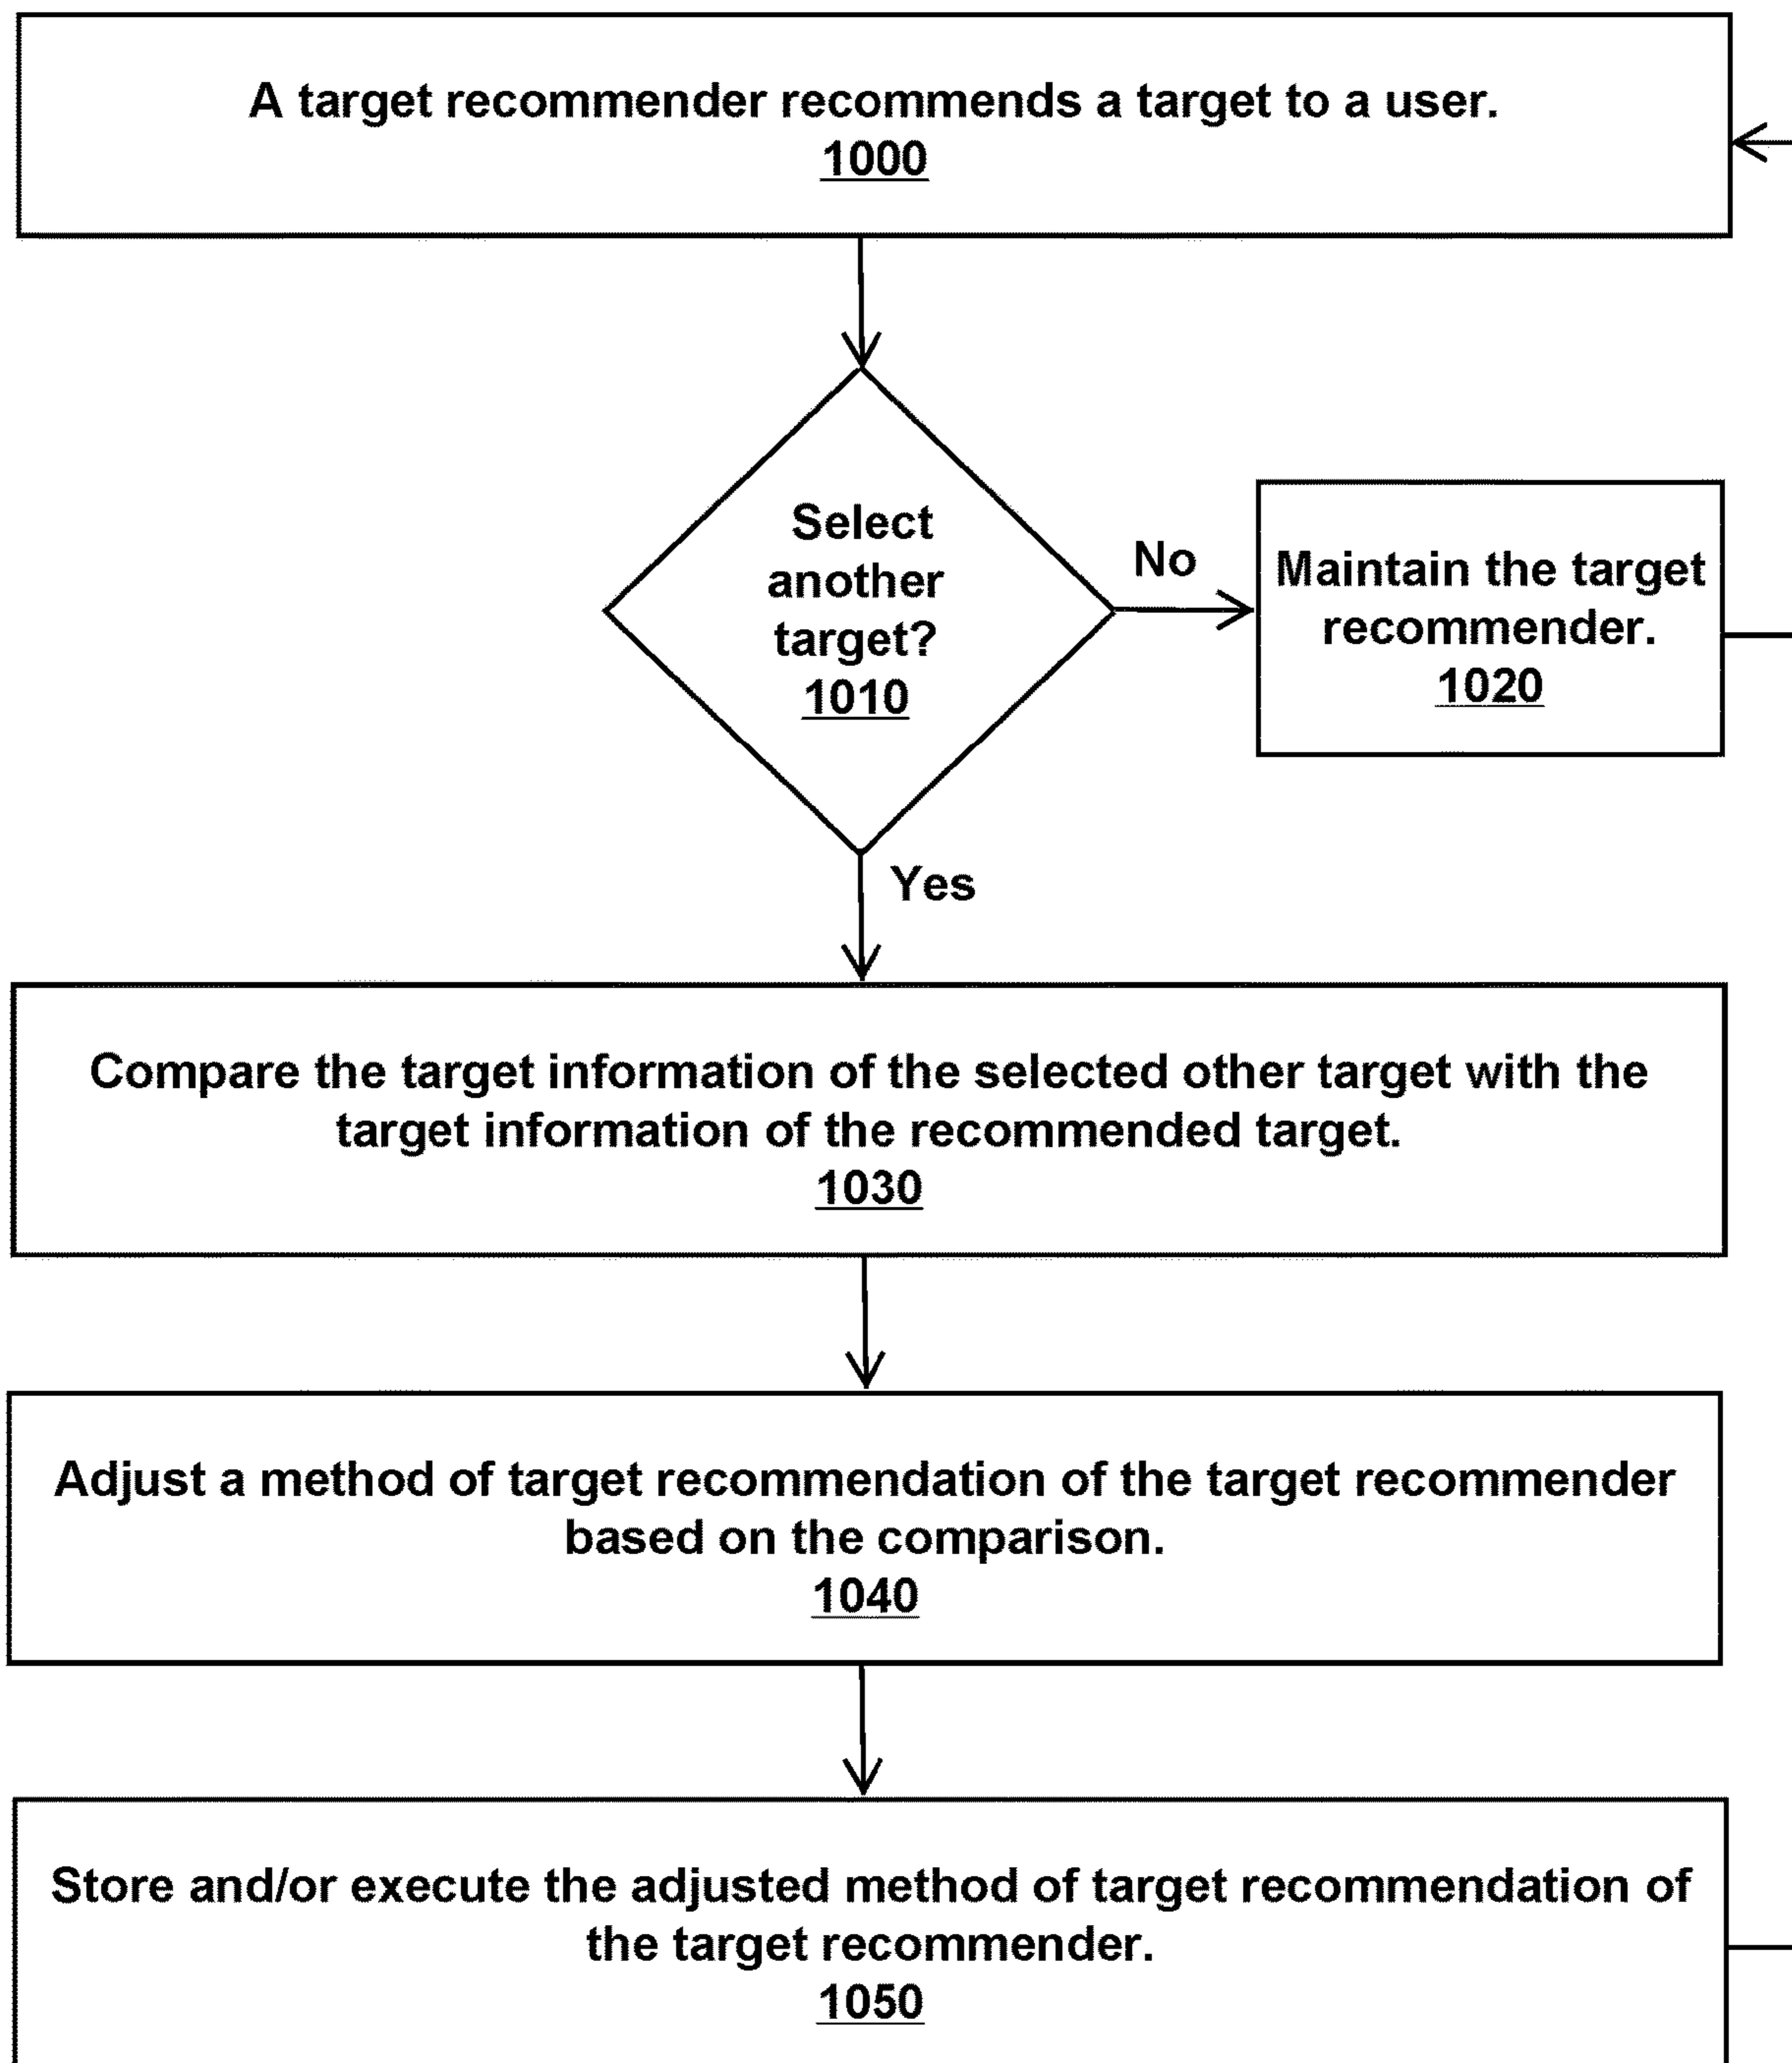 A target recommender recommends a target to a user.
1000
Select
another
target?
1010
No
Maintain the target
recommender.
1020
Yes
Compare the target information of the selected other target with the
target information of the recommended target.
1030
Adjust a method of target recommendation of the target recommender
based on the comparison.
1040
Store and/or execute the adjusted method of target recommendation of
the target recommender.
1050